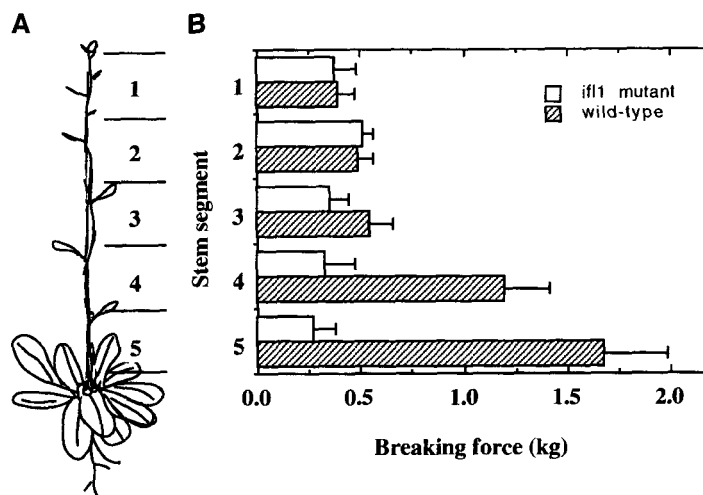 A
B
1
2
3
4
5
Stem segment
1
2
3
4
5
ifl1 mutant
wild-type
0.0 0.5 1.0 1.5 2.0
Breaking force (kg)